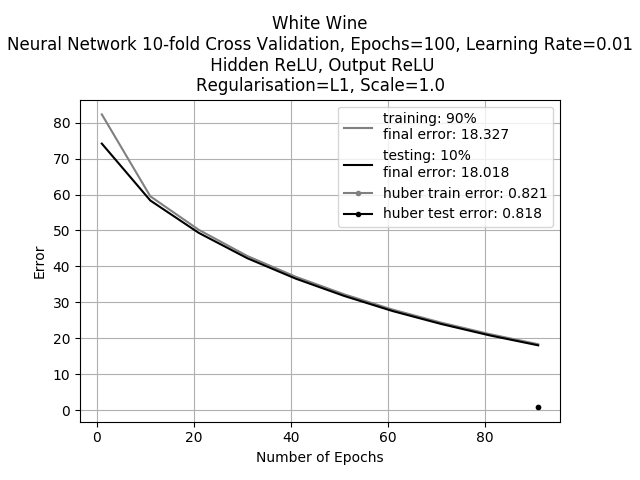 White Wine
Neural Network 10-fold Cross Validation, Epochs=100, Learning Rate=0.01
Hidden ReLU, Output ReLU
Regularisation=L1, Scale=1.0
training: 90%
final error: 18.327
testing: 10%
final error: 18.018
huber train error: 0.821
huber test error: 0.818
Error
80
70
60
50
40
30
20
10
0
0 20 40 60 80
Number of Epochs